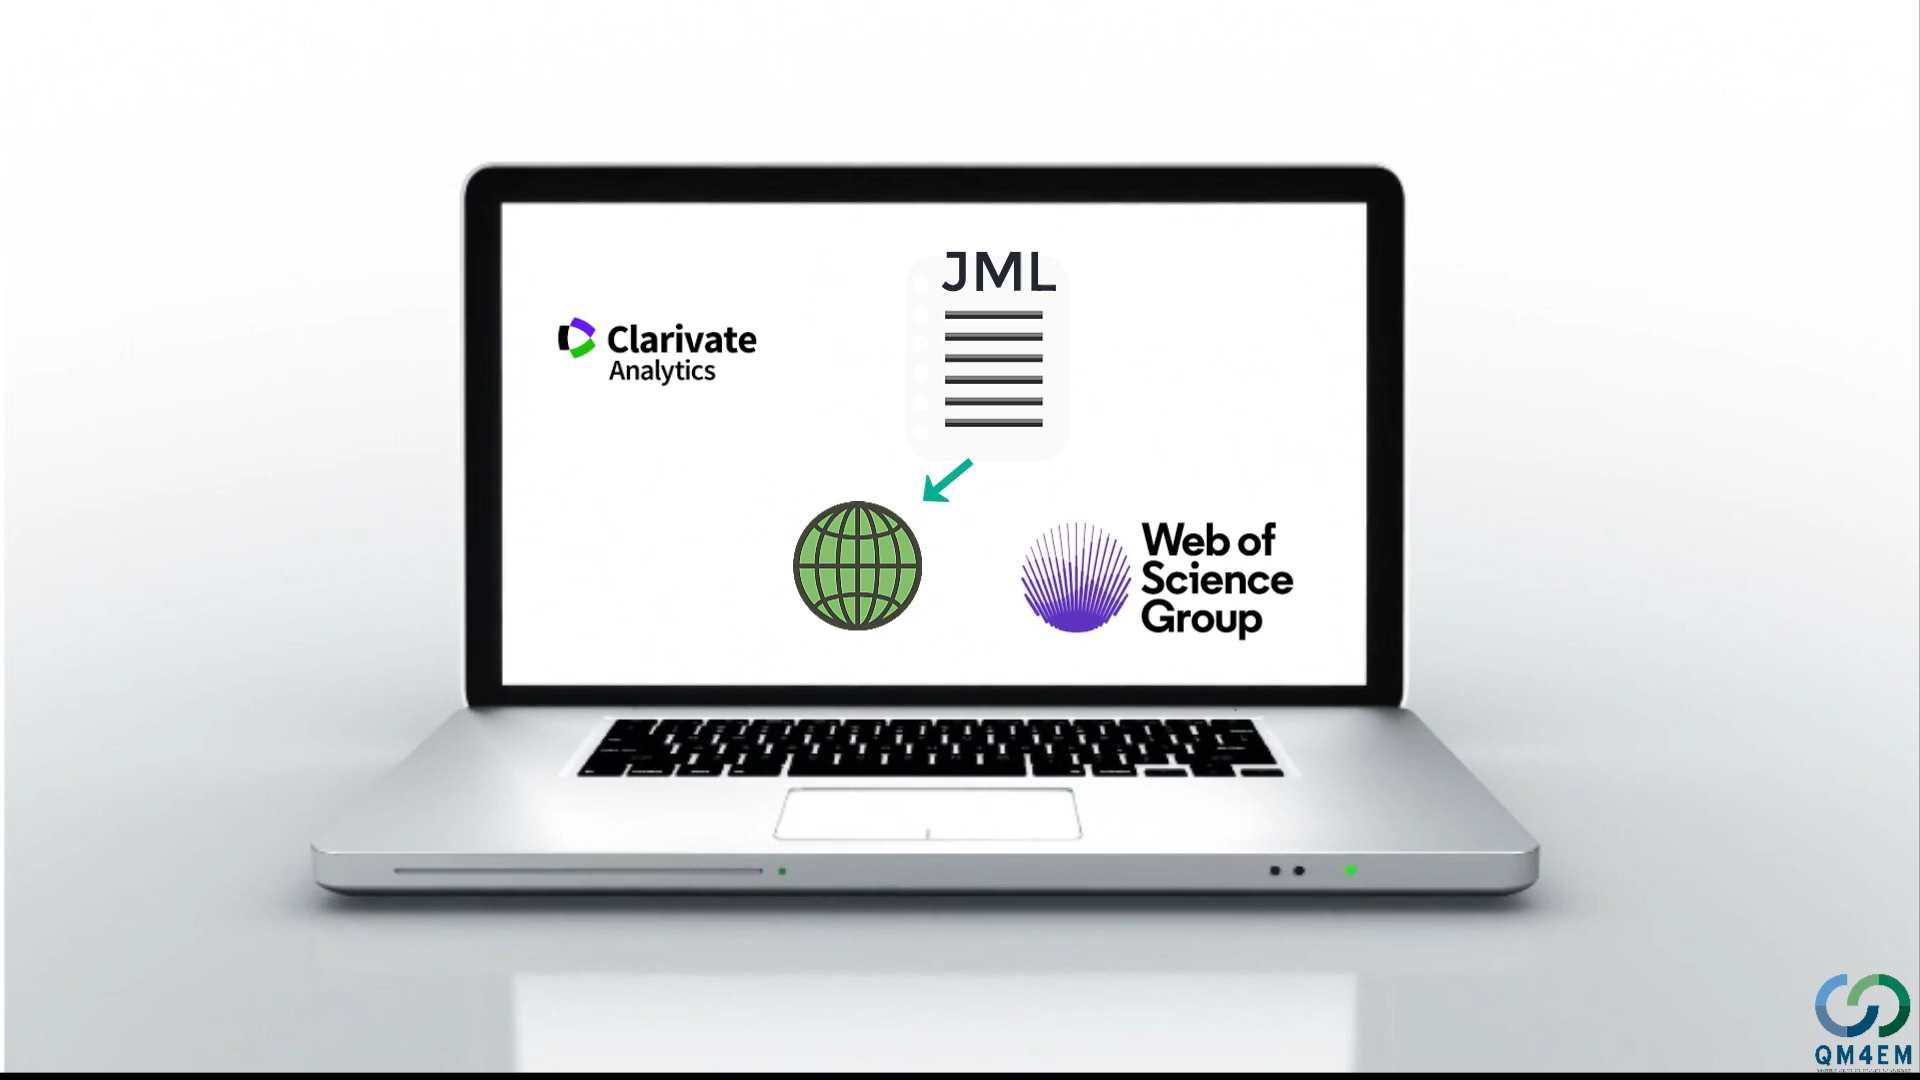 JML
Clarivate
Analytics
Web of
Science
Group
QM4EM